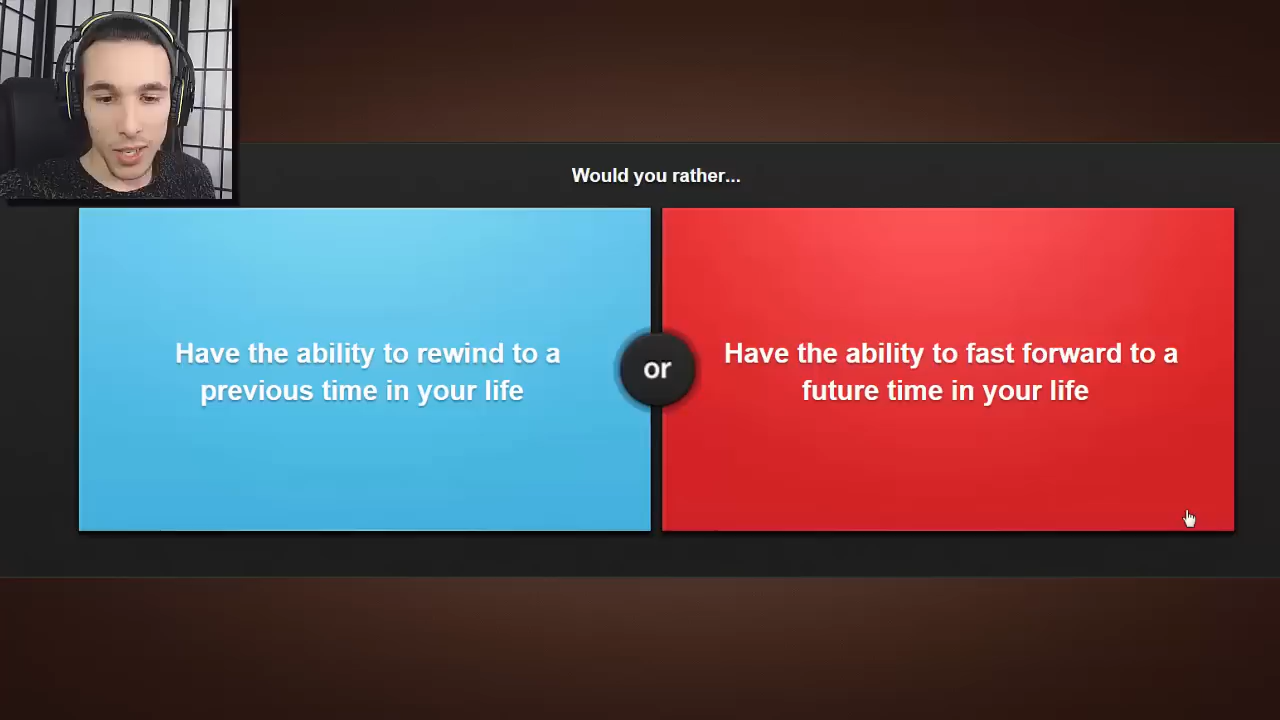 Would you rather...
Have the ability to rewind to a
previous time in your life
or
Have the ability to fast forward to a
future time in your life